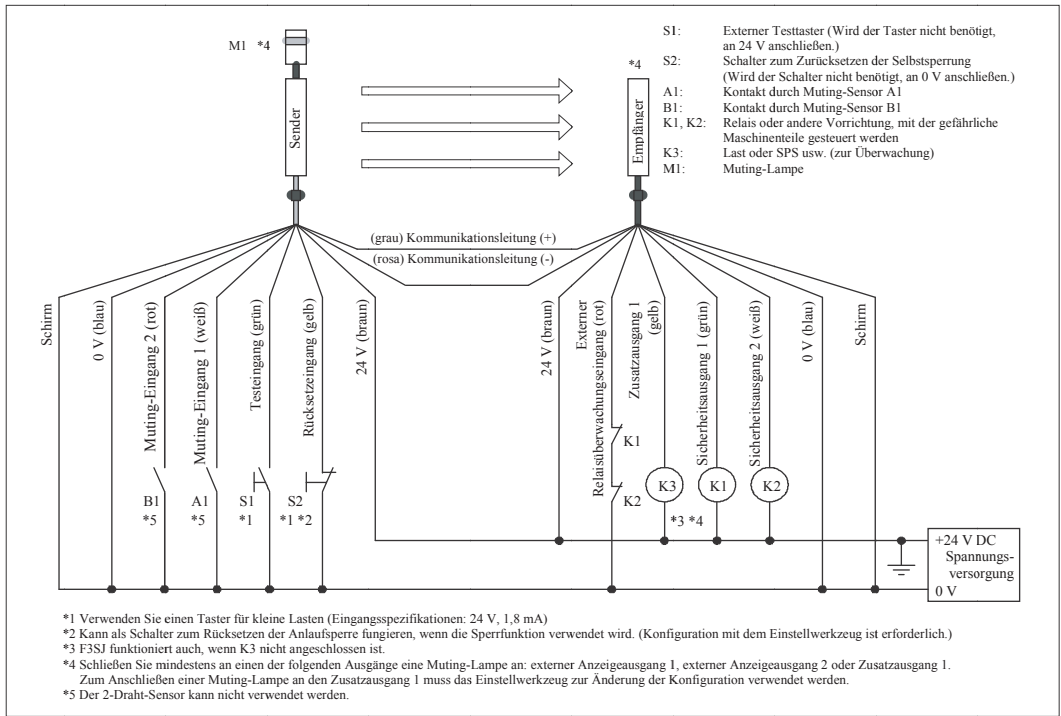 M1 *4
Sender
*4
Empfänger
S1: Externer Testtaster (Wird der Taster nicht benötigt,
an 24 V anschließen.)
S2: Schalter zum Zurücksetzen der Selbstsperrung
(Wird der Schalter nicht benötigt, an 0 V anschließen.)
A1: Kontakt durch Muting-Sensor A1
B1: Kontakt durch Muting-Sensor B1
K1, K2: Relais oder andere Vorrichtung, mit der gefährliche
Maschinenteile gesteuert werden
K3: Last oder SPS usw. (zur Überwachung)
M1: Muting-Lampe
(grau) Kommunikationsleitung (+)
(rosa) Kommunikationsleitung (-)
Schirm
0 V (blau)
Muting-Eingang 2 (rot)
Muting-Eingang 1 (weiß)
Testeingang (grün)
Rücksetzeingang (gelb)
24 V (braun)
24 V (braun)
Externer
Relaisüberwachungseingang (rot)
Zusatzausgang 1
(gelb)
Sicherheitsausgang 1 (grün)
Sicherheitsausgang 2 (weiß)
0 V (blau)
Schirm
K1
K2
K3
K1
K2
B1
*5
A1
*5
S1
*1
S2
*1 *2
*3 *4
+24 V DC
Spannungs-
versorgung
0 V
*1 Verwenden Sie einen Taster für kleine Lasten (Eingangsspezifikationen: 24 V, 1,8 mA)
*2 Kann als Schalter zum Rücksetzen der Anlaufsperre fungieren, wenn die Sperrfunktion verwendet wird. (Konfiguration mit dem Einstellwerkzeug ist erforderlich.)
*3 F3SJ funktioniert auch, wenn K3 nicht angeschlossen ist.
*4 Schließen Sie mindestens an einen der folgenden Ausgänge eine Muting-Lampe an: externer Anzeigeausgang 1, externer Anzeigeausgang 2 oder Zusatzausgang 1.
Zum Anschließen einer Muting-Lampe an den Zusatzausgang 1 muss das Einstellwerkzeug zur Änderung der Konfiguration verwendet werden.
*5 Der 2-Draht-Sensor kann nicht verwendet werden.